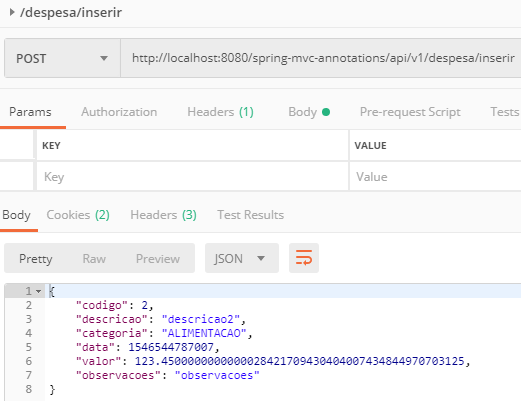 /despesa/inserir
POST http://localhost:8080/spring-mvc-annotations/api/v1/despesa/inserir
Params Authorization Headers (1) Body Pre-request Script Tests
KEY VALUE
Key Value
Body Cookies (2) Headers (3) Test Results
Pretty Raw Preview JSON
1 {
2 "codigo": 2,
3 "descricao": "descricao2",
4 "categoria": "ALIMENTACAO",
5 "data": 1546544787007,
6 "valor": 123.4500000000000028421709430404007434844970703125,
7 "observacoes": "observacoes"
8 }